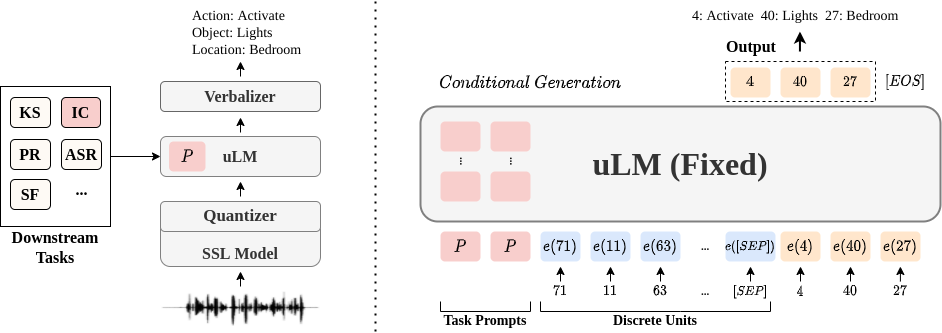 Action: Activate
Object: Lights
Location: Bedroom
Verbalizer
KS IC
PR ASR
SF ...
Downstream
Tasks
P uLM
Quantizer
SSL Model
4: Activate 40: Lights 27: Bedroom
Output
Conditional Generation
4 40 27 [EOS]
uLM (Fixed)
P P e(71) e(11) e(63) ... e([SEP]) e(4) e(40) e(27)
71 11 63 ... [SEP] 4 40 27
Task Prompts Discrete Units